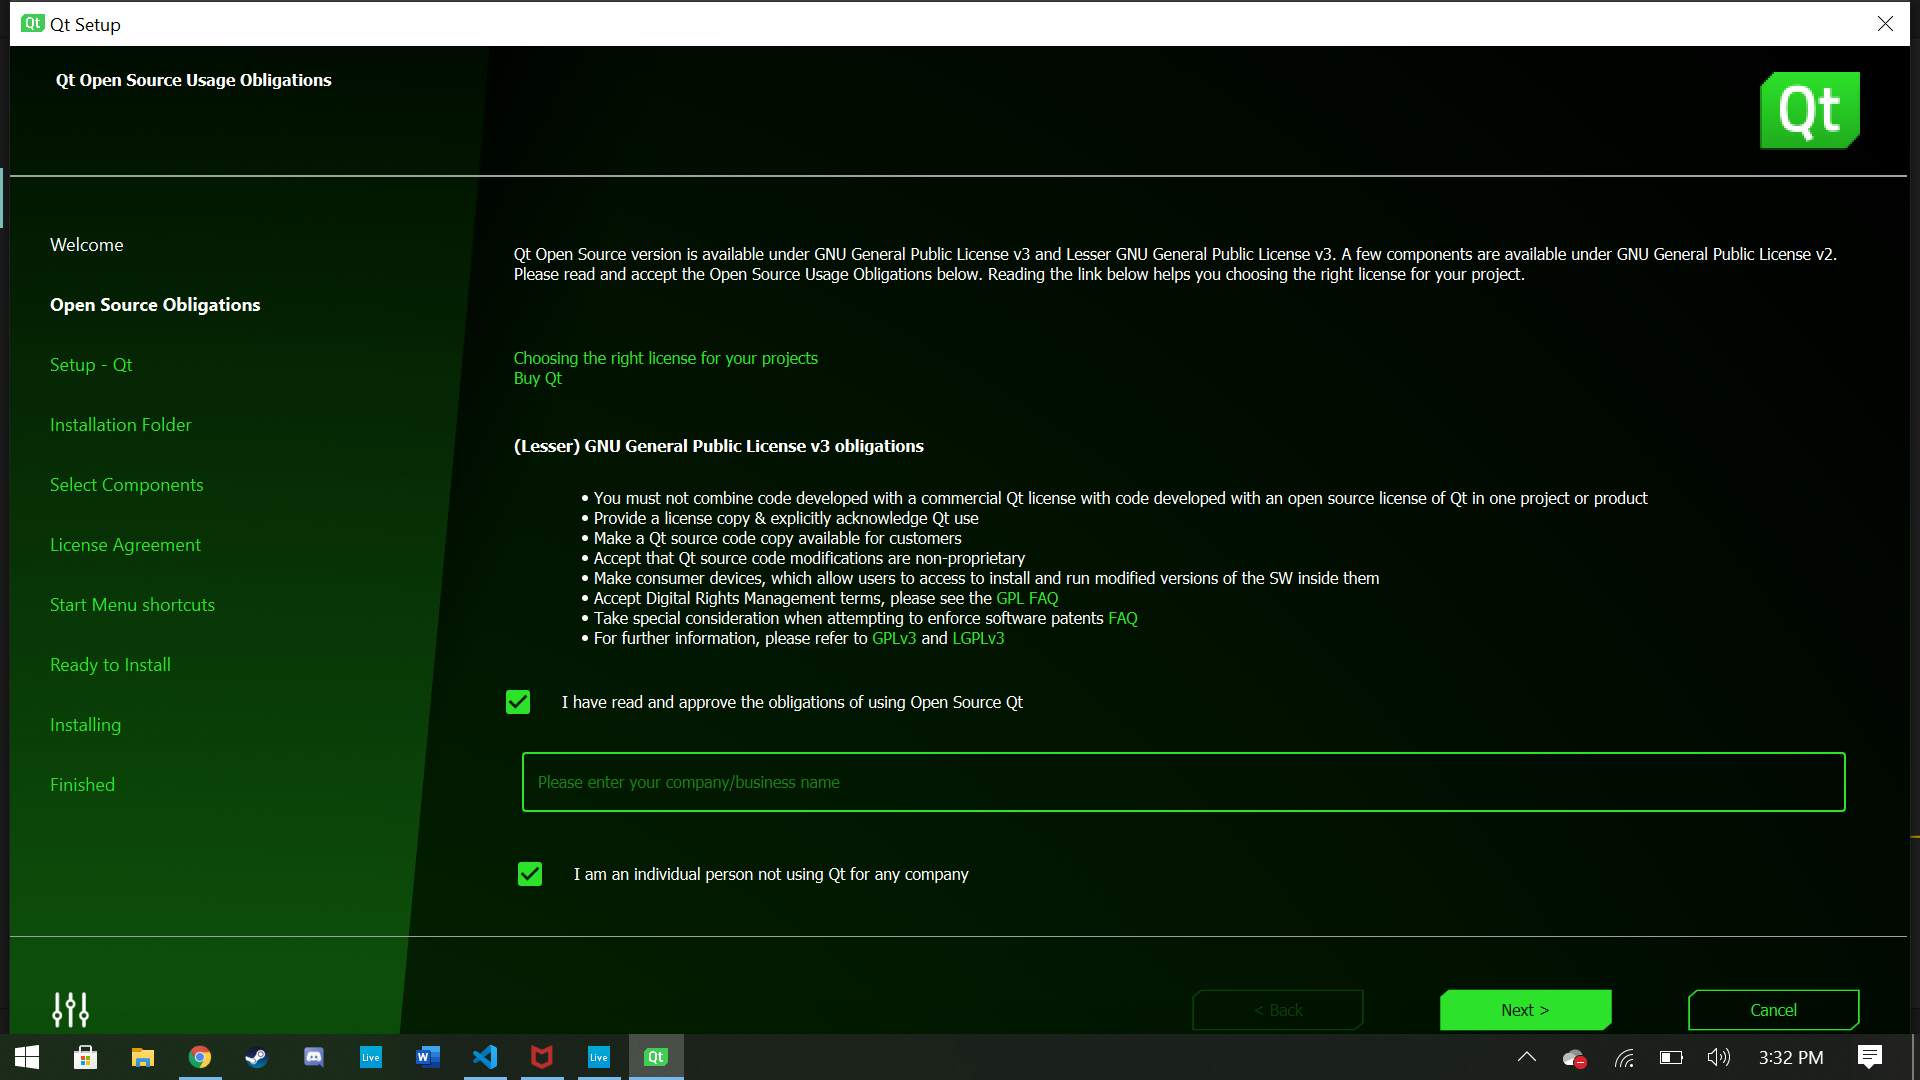 Qt Qt Setup
Qt Open Source Usage Obligations
Qt
Welcome
Open Source Obligations
Setup - Qt
Installation Folder
Select Components
License Agreement
Start Menu shortcuts
Ready to Install
Installing
Finished
Qt Open Source version is available under GNU General Public License v3 and Lesser GNU General Public License v3. A few components are available under GNU General Public License v2.
Please read and accept the Open Source Usage Obligations below. Reading the link below helps you choosing the right license for your project.
Choosing the right license for your projects
Buy Qt
(Lesser) GNU General Public License v3 obligations
• You must not combine code developed with a commercial Qt license with code developed with an open source license of Qt in one project or product
• Provide a license copy & explicitly acknowledge Qt use
• Make a Qt source code copy available for customers
• Accept that Qt source code modifications are non-proprietary
• Make consumer devices, which allow users to access to install and run modified versions of the SW inside them
• Accept Digital Rights Management terms, please see the GPL FAQ
• Take special consideration when attempting to enforce software patents FAQ
• For further information, please refer to GPLv3 and LGPLv3
I have read and approve the obligations of using Open Source Qt
Please enter your company/business name
I am an individual person not using Qt for any company
< Back
Next >
Cancel
Live
W
Live
Qt
3:32 PM